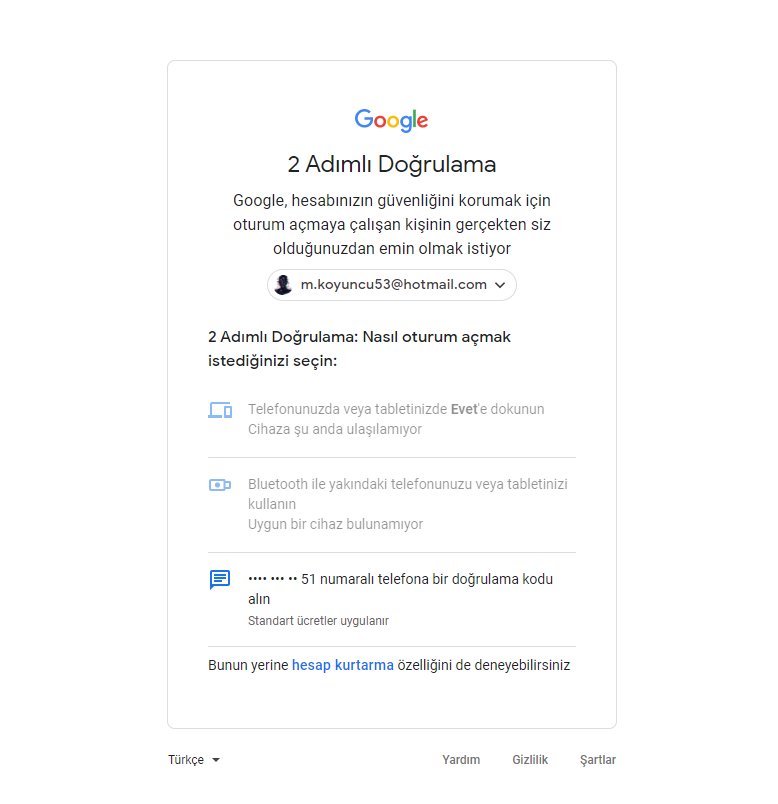 Google
2 Adımlı Doğrulama
Google, hesabınızın güvenliğini korumak için
oturum açmaya çalışan kişinin gerçekten siz
olduğunuzdan emin olmak istiyor
m.koyuncu53@hotmail.com
2 Adımlı Doğrulama: Nasıl oturum açmak
istediğinizi seçin:
Telefonunuzda veya tabletinizde Evet'e dokunun
Cihaza şu anda ulaşılamıyor
Bluetooth ile yakındaki telefonunuzu veya tabletinizi
kullanın
Uygun bir cihaz bulunamıyor
•••• ••• •• 51 numaralı telefona bir doğrulama kodu
alın
Standart ücretler uygulanır
Bunun yerine hesap kurtarma özelliğini de deneyebilirsiniz
Türkçe Yardım Gizlilik Şartlar